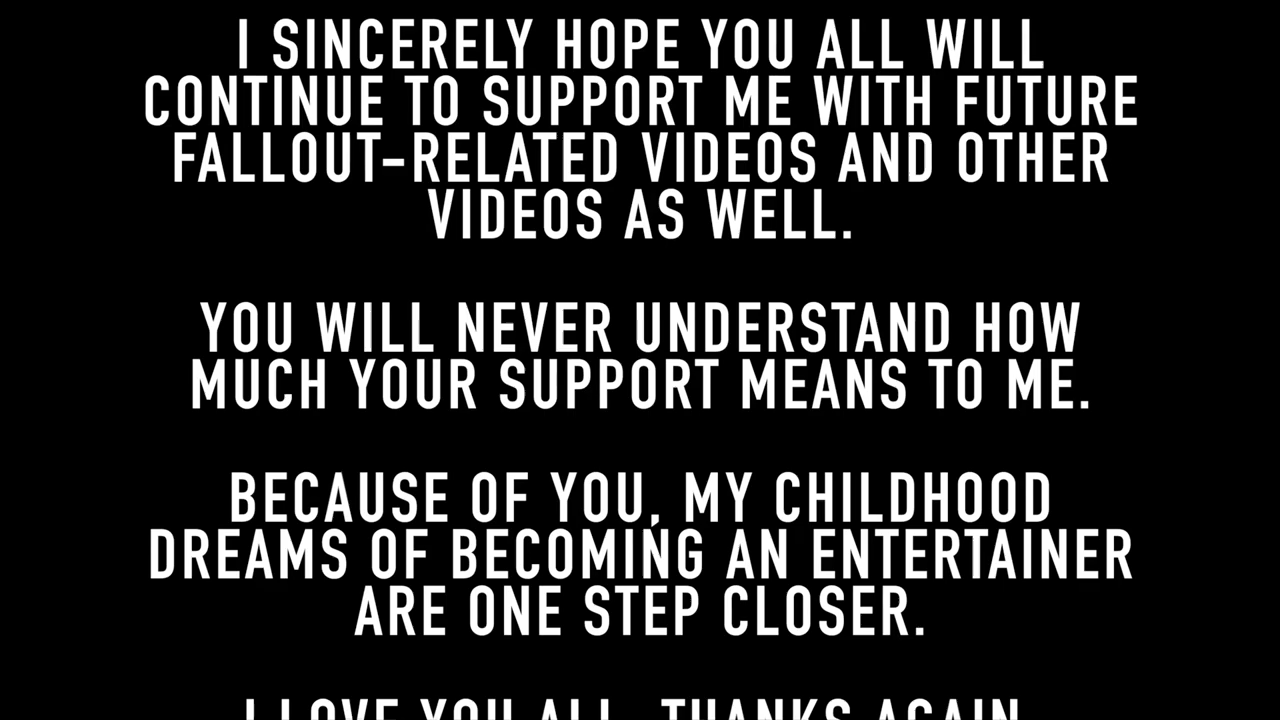 I SINCERELY HOPE YOU ALL WILL
CONTINUE TO SUPPORT ME WITH FUTURE
FALLOUT-RELATED VIDEOS AND OTHER
VIDEOS AS WELL.
YOU WILL NEVER UNDERSTAND HOW
MUCH YOUR SUPPORT MEANS TO ME.
BECAUSE OF YOU, MY CHILDHOOD
DREAMS OF BECOMING AN ENTERTAINER
ARE ONE STEP CLOSER.
I LOVE YOU ALL. THANKS AGAIN